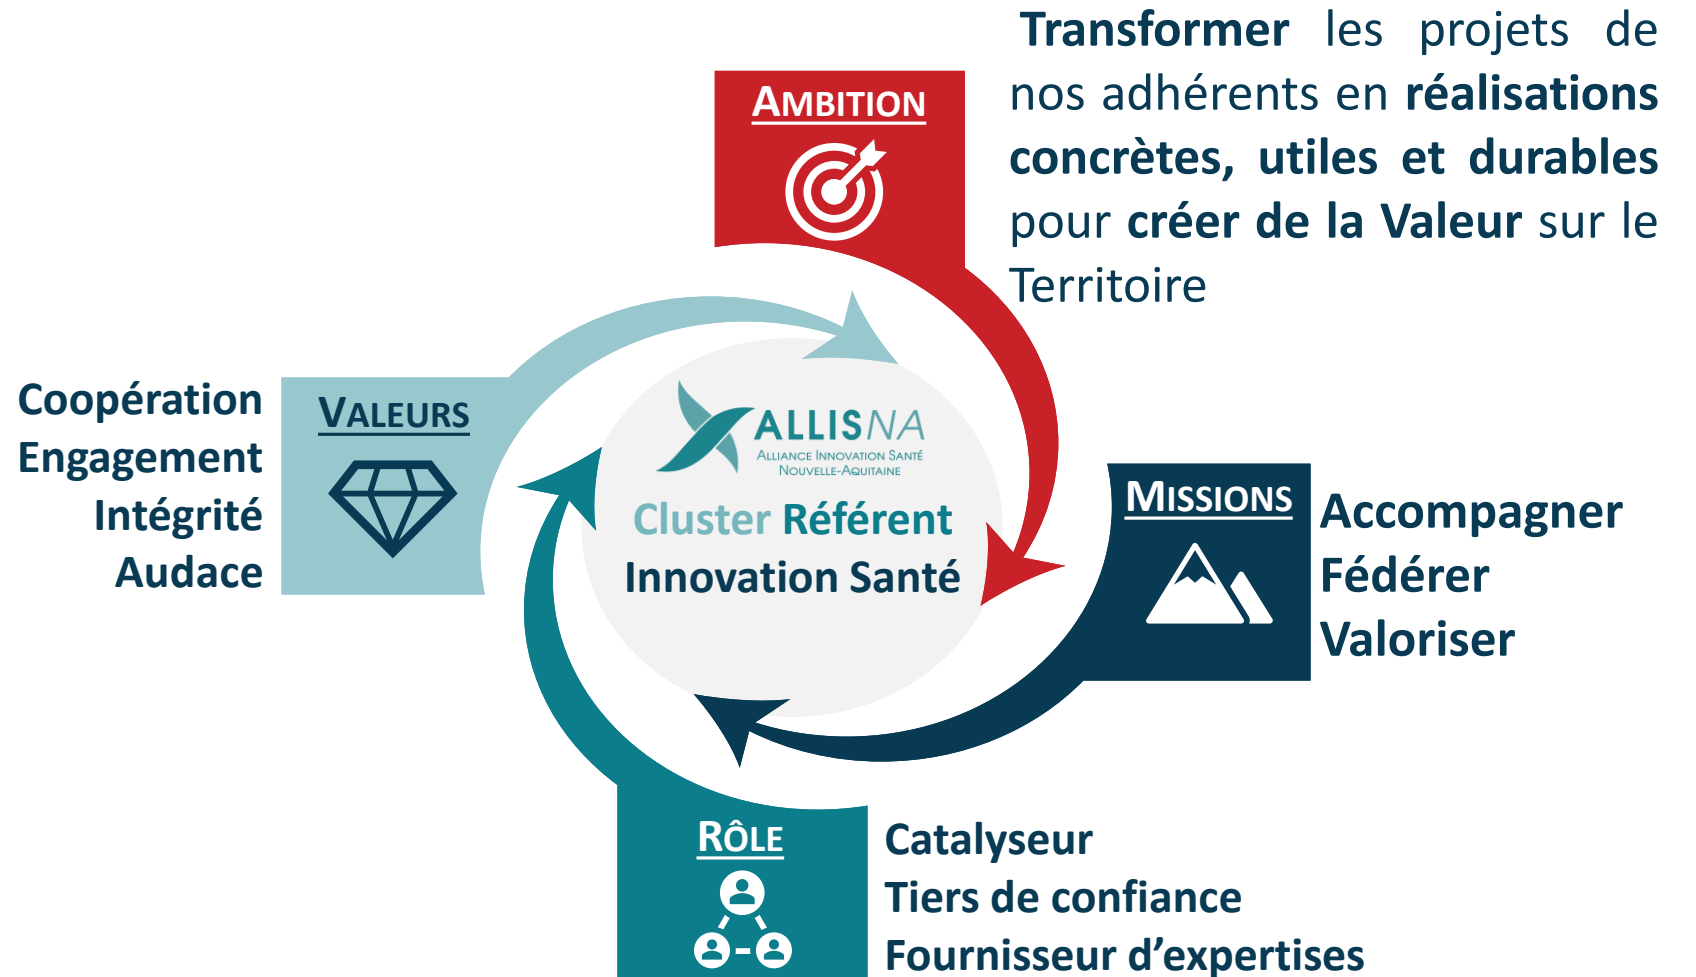 AMBITION
Transformer les projets de
nos adhérents en réalisations
concrètes, utiles et durables
pour créer de la Valeur sur le
Territoire
VALEURS
Coopération
Engagement
Intégrité
Audace
ALLISNA
ALLIANCE INNOVATION SANTÉ
NOUVELLE-AQUITAINE
Cluster Référent
Innovation Santé
MISSIONS
Accompagner
Fédérer
Valoriser
RÔLE
Catalyseur
Tiers de confiance
Fournisseur d’expertises